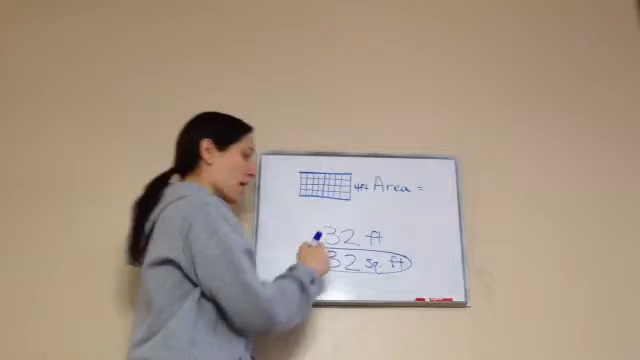 4ft Area =
32 ft
32 sq. ft